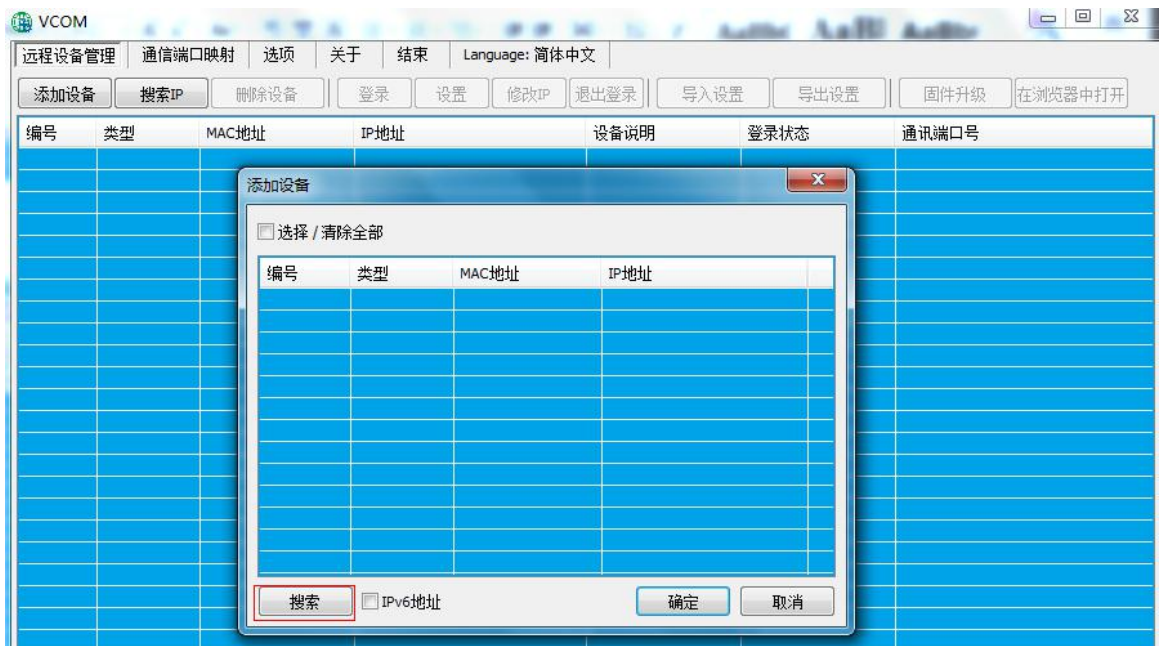 VCOM
远程设备管理 通信端口映射 选项 关于 结束 Language: 简体中文
添加设备 搜索IP 删除设备 登录 设置 修改IP 退出登录 导入设置 导出设置 固件升级 在浏览器中打开
编号 类型 MAC地址 IP地址 设备说明 登录状态 通讯端口号
添加设备
选择 / 清除全部
编号 类型 MAC地址 IP地址
搜索 IPv6地址 确定 取消